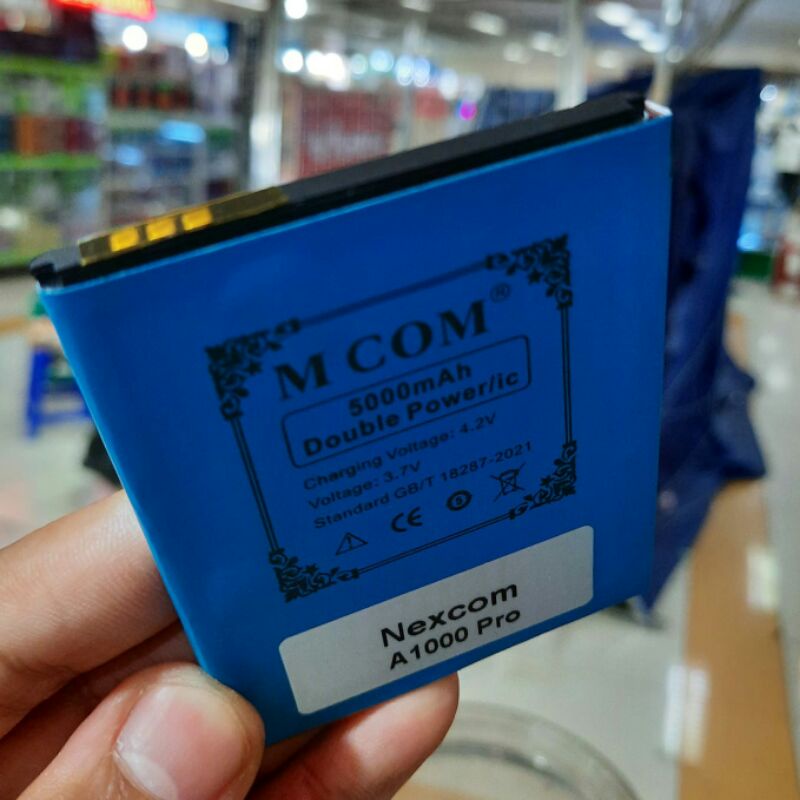 M COM®
5000mAh
Double Power/ic
Charging Voltage: 4.2V
Voltage: 3.7V
Standard GB/T 18287-2021
CE
Nexcom
A1000 Pro